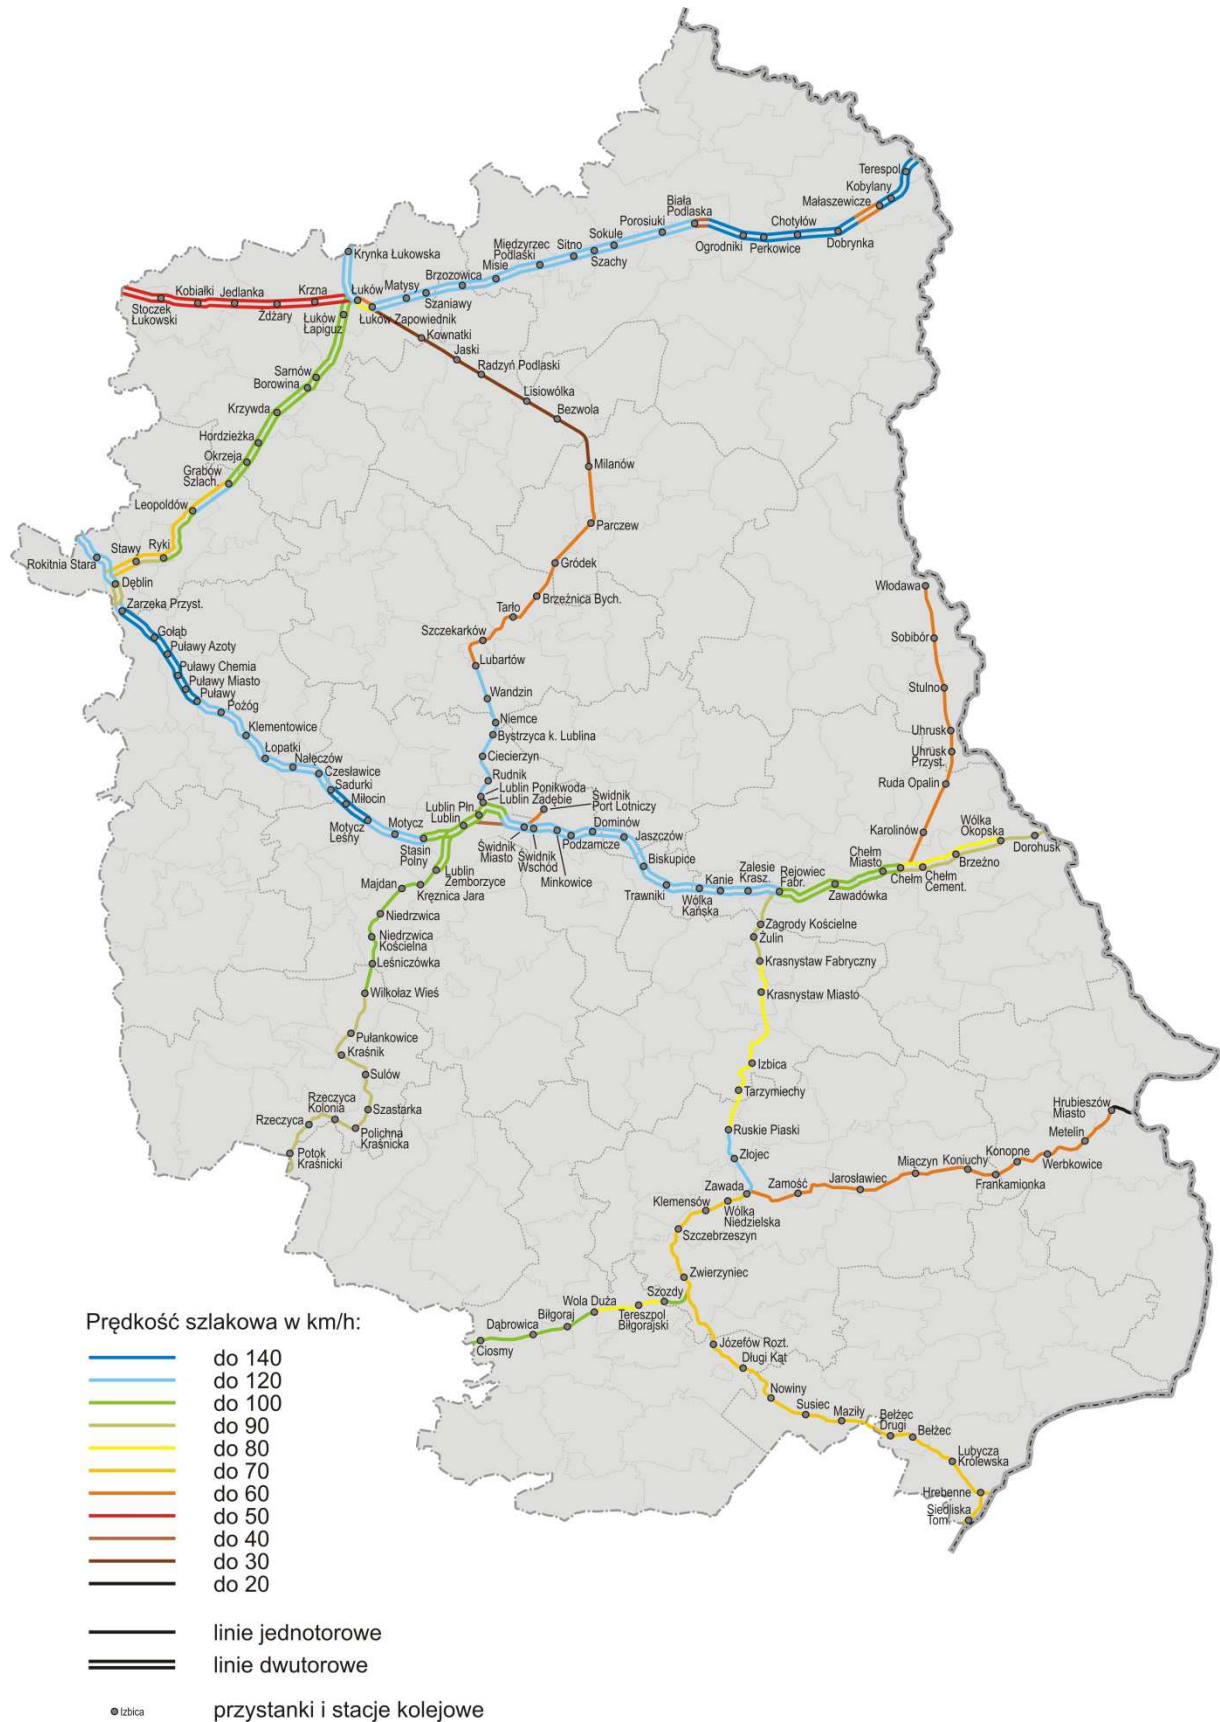 Terespol
Kobylany
Małaszewicze
Biała
Podlaska
Chotyłów
Porosiuki
Ogrodniki
Perkowice
Dobrynka
Sokule
Sitno
Szachy
Międzyrzec
Podlaski
Misie
Brzozowica
Szaniawy
Matysy
Krynka Łukowska
Łuków
Łuków Zapowiednik
Krzna
Jedlanka
Kobiałki
Stoczek
Łukowski
Żdżary
Łuków
Łapiguz
Kownatki
Jaski
Radzyń Podlaski
Lisiowólka
Bezwola
Sarnów
Borowina
Krzywda
Hordzieżka
Okrzeja
Grabów
Szlach.
Leopoldów
Milanów
Parczew
Stawy
Ryki
Rokitnia Stara
Dęblin
Zarzęka Przyst.
Gródek
Brzeźnica Bych.
Tarło
Szczekarków
Lubartów
Włodawa
Sobibór
Stulno
Uhrusk
Uhrusk
Przyst.
Ruda Opalin
Karolinów
Gołąb
Puławy Azoty
Puławy Chemia
Puławy Miasto
Puławy
Pożóg
Klementowice
Łopatki
Nałęczów
Czesławice
Sadurki
Miłocin
Motycz
Leśny
Motycz
Stasin
Polny
Wandzin
Niemce
Bystrzyca k. Lublina
Ciecierzyn
Rudnik
Lublin Ponikwoda
Lublin Zadębie
Lublin Płn.
Lublin
Świdnik
Port Lotniczy
Świdnik
Miasto
Świdnik
Wschód
Minkowice
Podzamcze
Dominów
Jaszczów
Biskupice
Trawniki
Wólka
Kańska
Kanie
Zalesie
Krasz.
Rejowiec
Fabr.
Zawadówka
Chełm
Miasto
Chełm
Chełm
Cement.
Brzeźno
Wólka
Okopska
Dorohusk
Lublin
Zemborzyce
Majdan
Kręznica Jara
Niedrzwica
Niedrzwica
Kościelna
Leśniczówka
Wilkołaz Wieś
Pułankowice
Kraśnik
Sulów
Szastarka
Polichna
Kraśnicka
Rzeczyca
Kolonia
Rzeczyca
Potok
Kraśnicki
Zagrody Kościelne
Żulin
Krasnystaw Fabryczny
Krasnystaw Miasto
Izbica
Tarzymiechy
Ruskie Piaski
Złojec
Zawada
Zamość
Jarosławiec
Miączyn
Koniuchy
Konopne
Frankamionka
Werbkowice
Metelin
Hrubieszów
Miasto
Klemensów
Wólka
Niedzielska
Szczebrzeszyn
Zwierzyniec
Szozdy
Tereszpol
Biłgorajski
Wola Duża
Biłgoraj
Dąbrowica
Ciosmy
Józefów Rozt.
Długi Kąt
Nowiny
Susiec
Maziły
Bełżec
Drugi
Bełżec
Lubycza
Królewska
Hrebenne
Siedliska
Tom.
Prędkość szlakowa w km/h:
do 140
do 120
do 100
do 90
do 80
do 70
do 60
do 50
do 40
do 30
do 20
linie jednotorowe
linie dwutorowe
Izbica
przystanki i stacje kolejowe